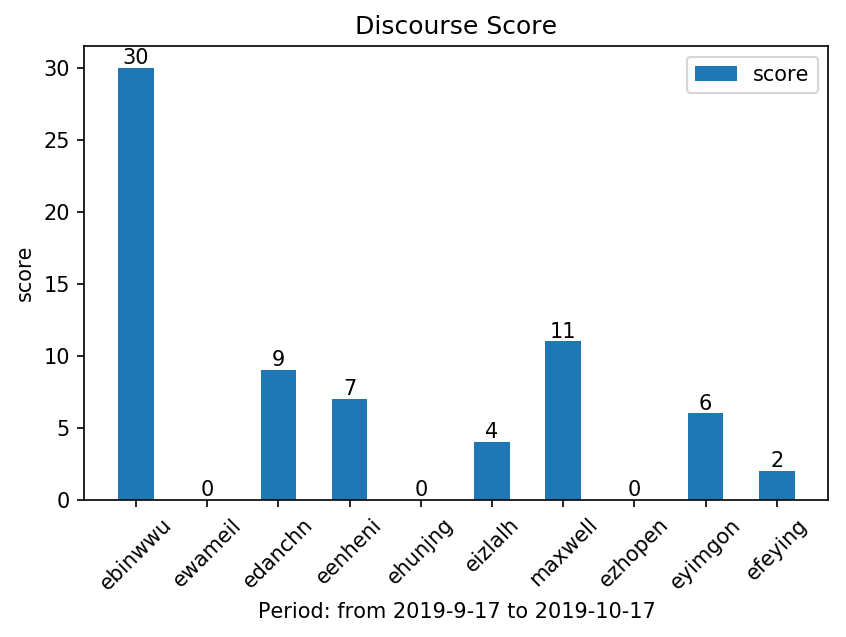 Discourse Score
score
score
30
25
20
15
10
5
0
30
0
9
7
0
4
11
0
6
2
ebinwwu
ewameil
edanchn
eenheni
ehunjng
eizlalh
maxwell
ezhopen
eyimgon
efeying
Period: from 2019-9-17 to 2019-10-17